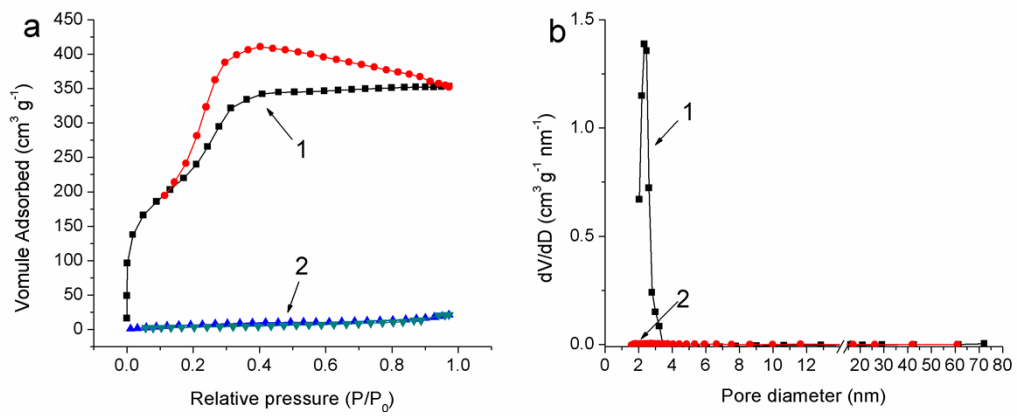 a
450
400
350
300
250
200
150
100
50
0
Vomule Adsorbed (cm³ g⁻¹)
1
2
0.0 0.2 0.4 0.6 0.8 1.0
Relative pressure (P/P₀)
b
1.5
1.0
0.5
0.0
dV/dD (cm³ g⁻¹ nm⁻¹)
1
2
0 2 4 6 8 10 12 20 30 40 50 60 70 80
Pore diameter (nm)